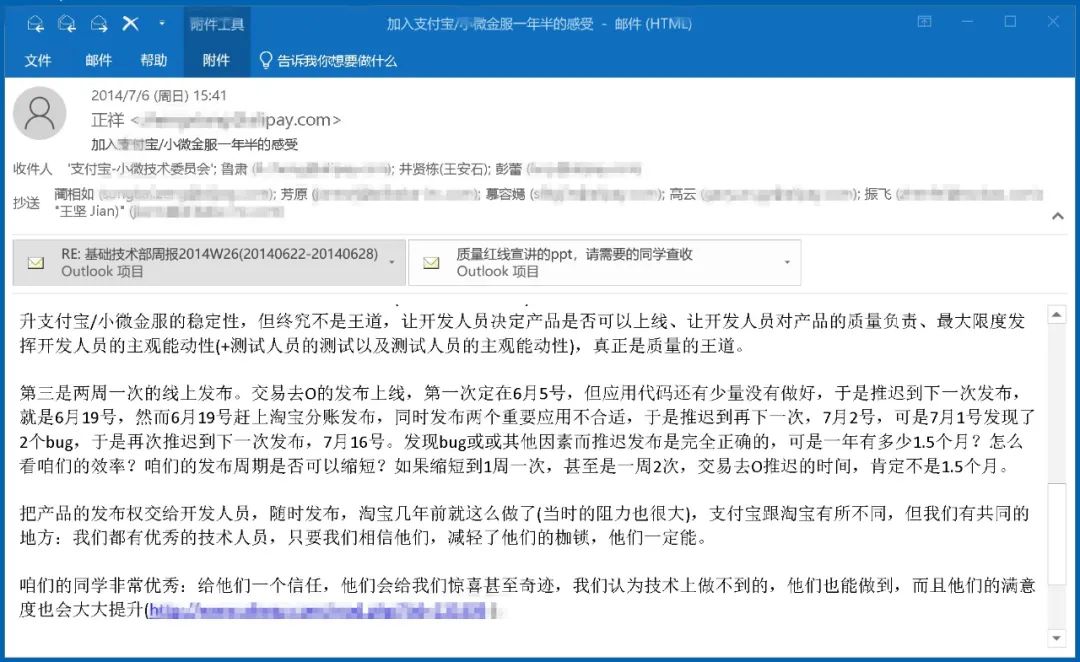 附件工具
加入支付宝/小微金服一年半的感受 - 邮件 (HTML)
文件 邮件 帮助 附件 告诉我你想要做什么
2014/7/6 (周日) 15:41
正祥 < lipay.com>
加入支付宝/小微金服一年半的感受
收件人 '支付宝-小微技术委员会'; 鲁肃 ( ); 井贤栋(王安石); 彭蕾 ( )
抄送 蔺相如 ( ); 芳原 ( ); 慕容嫣 ( ); 高云 ( ); 振飞 ( )
"王坚 Jian)" ( )
RE: 基础技术部周报2014W26(20140622-20140628)
Outlook 项目
质量红线宣讲的ppt，请需要的同学查收
Outlook 项目
升支付宝/小微金服的稳定性，但终究不是王道，让开发人员决定产品是否可以上线、让开发人员对产品的质量负责、最大限度发
挥开发人员的主观能动性(+测试人员的测试以及测试人员的主观能动性)，真正是质量的王道。
第三是两周一次的线上发布。交易去O的发布上线，第一次定在6月5号，但应用代码还有少量没有做好，于是推迟到下一次发布，
就是6月19号，然而6月19号赶上淘宝分账发布，同时发布两个重要应用不合适，于是推迟到再下一次，7月2号，可是7月1号发现了
2个bug，于是再次推迟到下一次发布，7月16号。发现bug或或其他因素而推迟发布是完全正确的，可是一年有多少1.5个月？怎么
看咱们的效率？咱们的发布周期是否可以缩短？如果缩短到1周一次，甚至是一周2次，交易去O推迟的时间，肯定不是1.5个月。
把产品的发布权交给开发人员，随时发布，淘宝几年前就这么做了(当时的阻力也很大)，支付宝跟淘宝有所不同，但我们有共同的
地方：我们都有优秀的技术人员，只要我们相信他们，减轻了他们的枷锁，他们一定能。
咱们的同学非常优秀：给他们一个信任，他们会给我们惊喜甚至奇迹，我们认为技术上做不到的，他们也能做到，而且他们的满意
度也会大大提升(